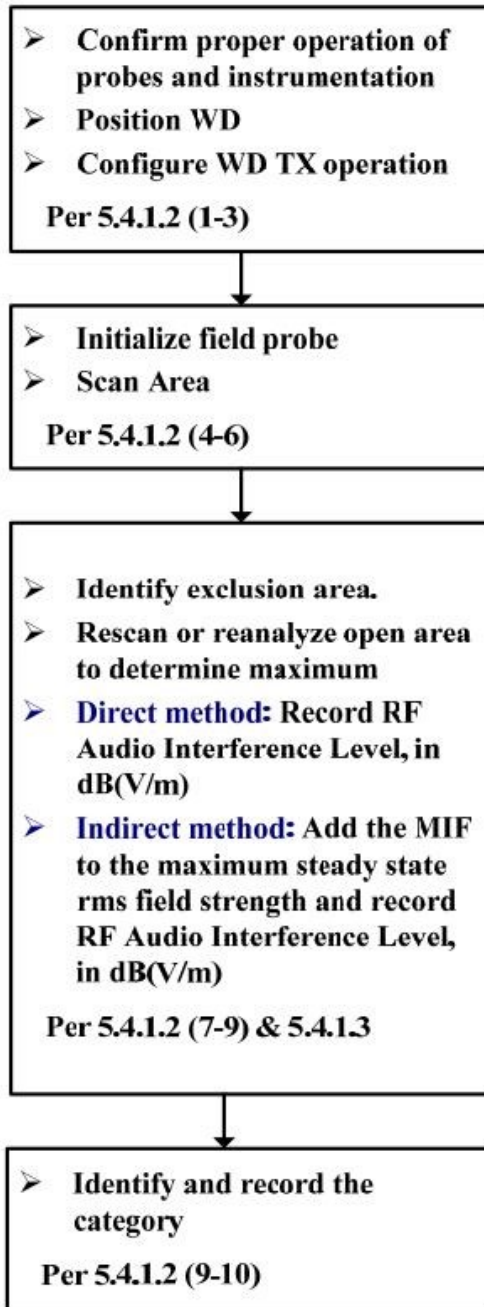 ➢ Confirm proper operation of
probes and instrumentation
➢ Position WD
➢ Configure WD TX operation
Per 5.4.1.2 (1-3)
➢ Initialize field probe
➢ Scan Area
Per 5.4.1.2 (4-6)
➢ Identify exclusion area.
➢ Rescan or reanalyze open area
to determine maximum
➢ Direct method: Record RF
Audio Interference Level, in
dB(V/m)
➢ Indirect method: Add the MIF
to the maximum steady state
rms field strength and record
RF Audio Interference Level,
in dB(V/m)
Per 5.4.1.2 (7-9) & 5.4.1.3
➢ Identify and record the
category
Per 5.4.1.2 (9-10)